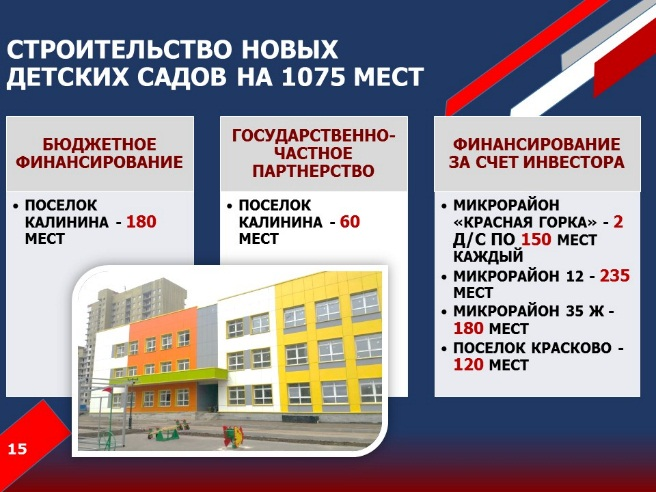 СТРОИТЕЛЬСТВО НОВЫХ
ДЕТСКИХ САДОВ НА 1075 МЕСТ
БЮДЖЕТНОЕ
ФИНАНСИРОВАНИЕ
• ПОСЕЛОК
КАЛИНИНА - 180
МЕСТ
ГОСУДАРСТВЕННО-
ЧАСТНОЕ
ПАРТНЕРСТВО
• ПОСЕЛОК
КАЛИНИНА - 60
МЕСТ
ФИНАНСИРОВАНИЕ
ЗА СЧЕТ ИНВЕСТОРА
• МИКРОРАЙОН
«КРАСНАЯ ГОРКА» - 2
Д/С ПО 150 МЕСТ
КАЖДЫЙ
• МИКРОРАЙОН 12 - 235
МЕСТ
• МИКРОРАЙОН 35 Ж -
180 МЕСТ
• ПОСЕЛОК КРАСКОВО -
120 МЕСТ
15